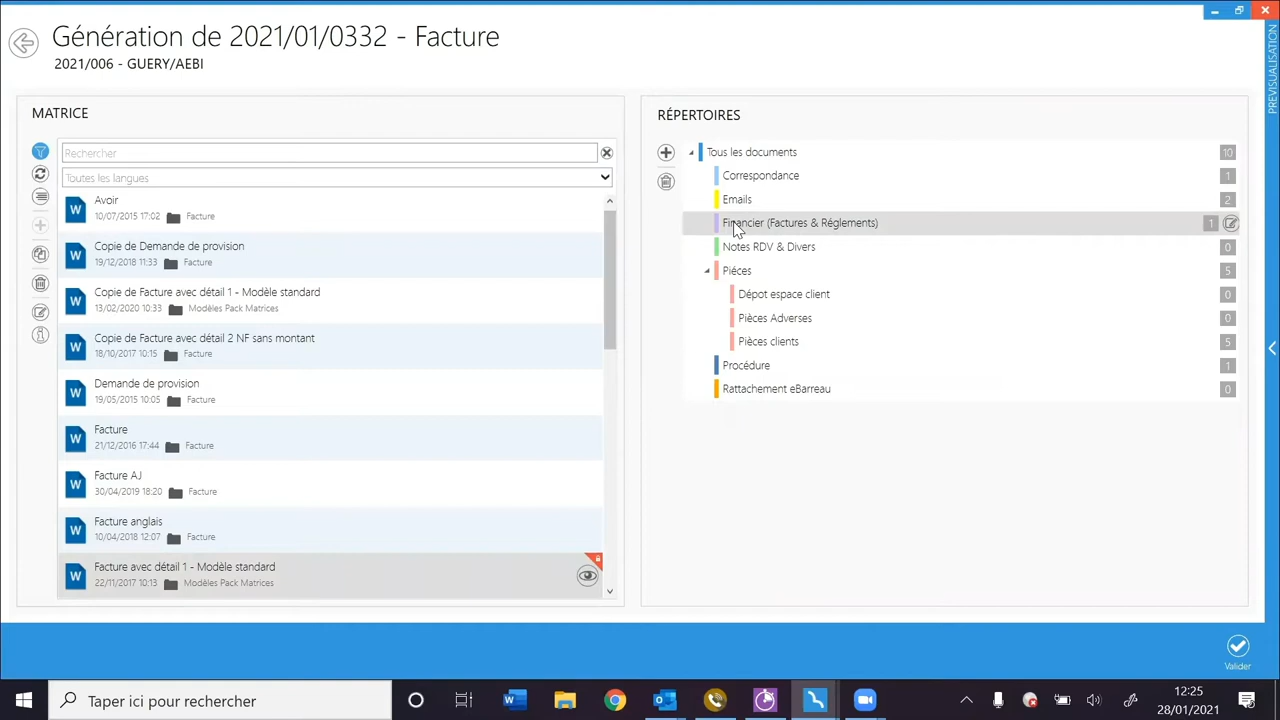 Génération de 2021/01/0332 - Facture
2021/006 - GUERY/AEBI
PREVISUALISATION
MATRICE
Rechercher
Toutes les langues
Avoir
10/07/2015 17:02 Facture
Copie de Demande de provision
19/12/2018 11:33 Facture
Copie de Facture avec détail 1 - Modèle standard
13/02/2020 10:33 Modèles Pack Matrices
Copie de Facture avec détail 2 NF sans montant
18/10/2017 10:15 Facture
Demande de provision
19/05/2015 10:05 Facture
Facture
21/12/2016 17:44 Facture
Facture AJ
30/04/2019 18:20 Facture
Facture anglais
10/04/2018 12:07 Facture
Facture avec détail 1 - Modèle standard
22/11/2017 10:13 Modèles Pack Matrices
RÉPERTOIRES
Tous les documents 10
Correspondance 1
Emails 2
Financier (Factures & Réglements) 1
Notes RDV & Divers 0
Piéces 5
Dépot espace client 0
Pièces Adverses 0
Pièces clients 5
Procédure 1
Rattachement eBarreau 0
Valider
Taper ici pour rechercher
12:25
28/01/2021